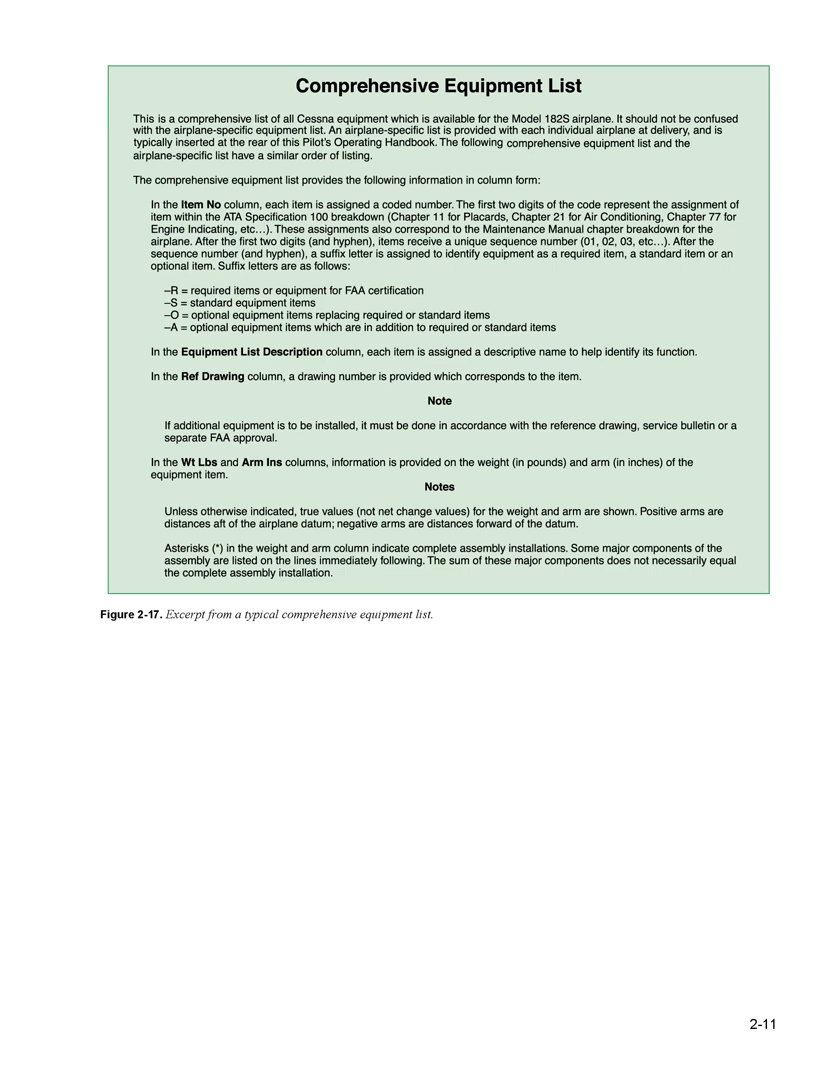 Comprehensive Equipment List
This is a comprehensive list of all Cessna equipment which is available for the Model 182S airplane. It should not be confused
with the airplane-specific equipment list. An airplane-specific list is provided with each individual airplane at delivery, and is
typically inserted at the rear of this Pilot's Operating Handbook. The following comprehensive equipment list and the
airplane-specific list have a similar order of listing.
The comprehensive equipment list provides the following information in column form:
In the Item No column, each item is assigned a coded number. The first two digits of the code represent the assignment of
item within the ATA Specification 100 breakdown (Chapter 11 for Placards, Chapter 21 for Air Conditioning, Chapter 77 for
Engine Indicating, etc…). These assignments also correspond to the Maintenance Manual chapter breakdown for the
airplane. After the first two digits (and hyphen), items receive a unique sequence number (01, 02, 03, etc…). After the
sequence number (and hyphen), a suffix letter is assigned to identify equipment as a required item, a standard item or an
optional item. Suffix letters are as follows:
–R = required items or equipment for FAA certification
–S = standard equipment items
–O = optional equipment items replacing required or standard items
–A = optional equipment items which are in addition to required or standard items
In the Equipment List Description column, each item is assigned a descriptive name to help identify its function.
In the Ref Drawing column, a drawing number is provided which corresponds to the item.
Note
If additional equipment is to be installed, it must be done in accordance with the reference drawing, service bulletin or a
separate FAA approval.
In the Wt Lbs and Arm Ins columns, information is provided on the weight (in pounds) and arm (in inches) of the
equipment item.
Notes
Unless otherwise indicated, true values (not net change values) for the weight and arm are shown. Positive arms are
distances aft of the airplane datum; negative arms are distances forward of the datum.
Asterisks (*) in the weight and arm column indicate complete assembly installations. Some major components of the
assembly are listed on the lines immediately following. The sum of these major components does not necessarily equal
the complete assembly installation.
Figure 2-17. Excerpt from a typical comprehensive equipment list.
2-11